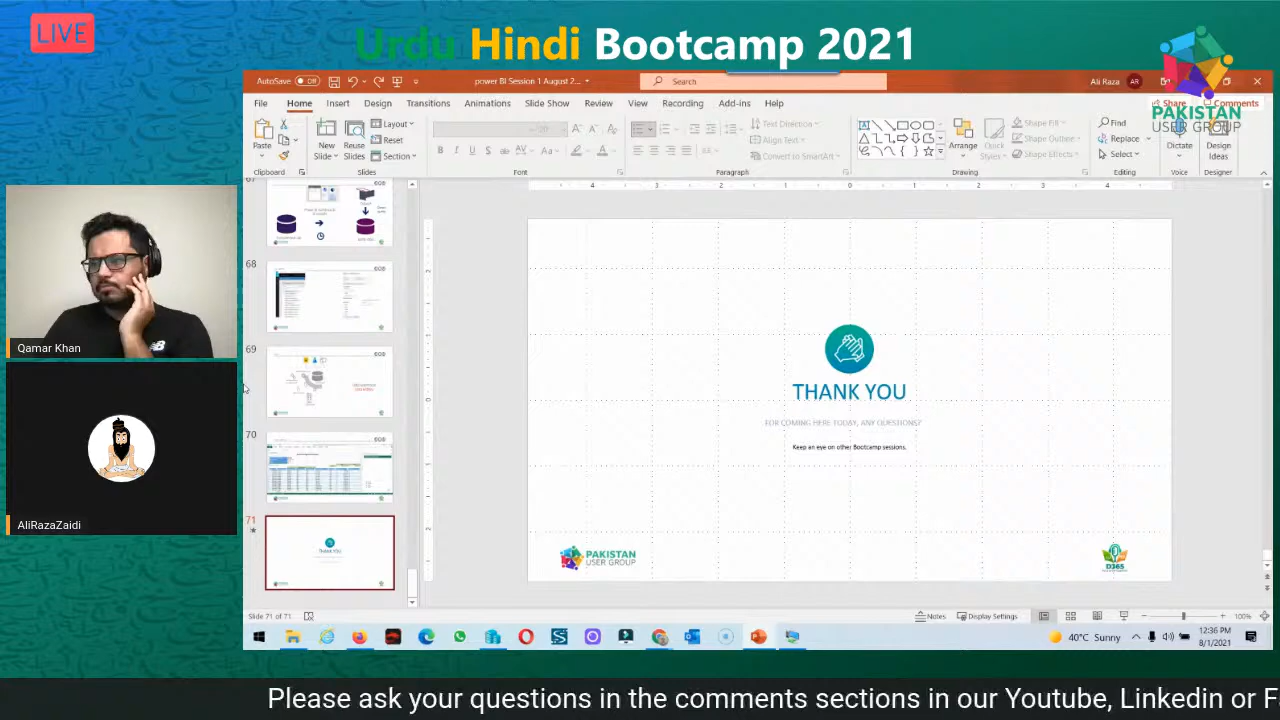 LIVE
Urdu Hindi Bootcamp 2021
PAKISTAN
USER GROUP
AutoSave Off
power BI Session 1 August 2...
Search
Ali Raza AR
File Home Insert Design Transitions Animations Slide Show Review View Recording Add-ins Help
Share Comments
Paste
New
Slide
Reuse
Slides
Layout
Reset
Section
Text Direction
Align Text
Convert to SmartArt
Arrange
Quick
Styles
Shape Fill
Shape Outline
Shape Effects
Find
Replace
Select
Dictate
Design
Ideas
Clipboard Slides Font Paragraph Drawing Editing Voice Designer
68
69
70
71
THANK YOU
FOR COMING HERE TODAY, ANY QUESTIONS?
Keep an eye on other Bootcamp sessions.
PAKISTAN
USER GROUP
D365
Qamar Khan
AliRazaZaidi
Slide 71 of 71
Notes Display Settings 100%
40°C Sunny
12:36 PM
8/1/2021
Please ask your questions in the comments sections in our Youtube, Linkedin or F